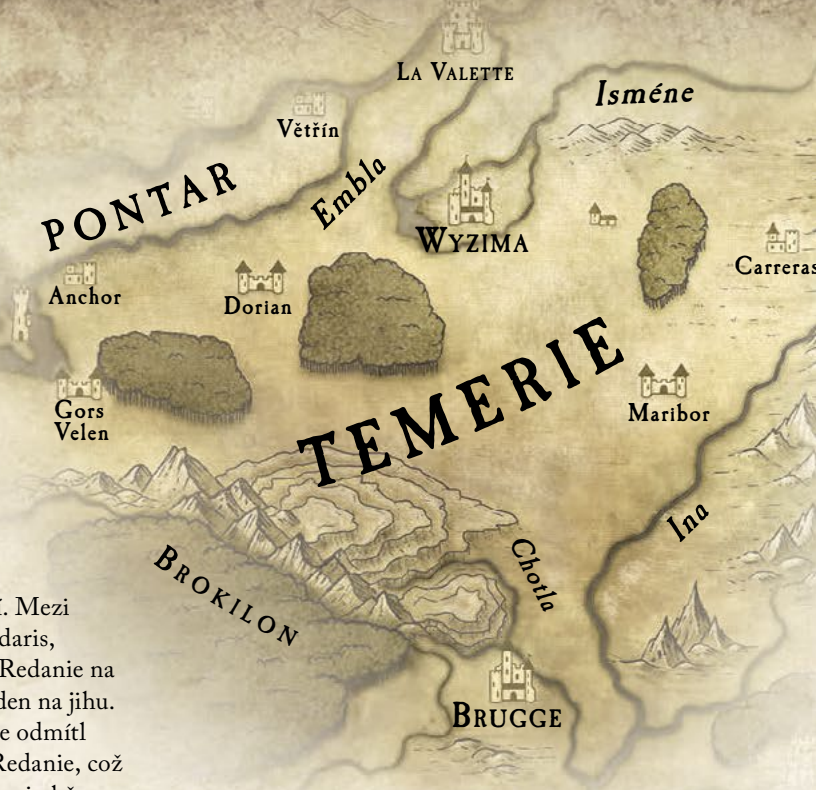 LA VALETTE
Isméne
Větřín
Embla
PONTAR
WYZIMA
Carreras
Anchor
Dorian
TEMERIE
Maribor
Gors
Velen
Ina
Chotla
BROKILON
BRUGGE
Mezi
daris,
Redanie na
den na jihu.
e odmítl
Redanie, což